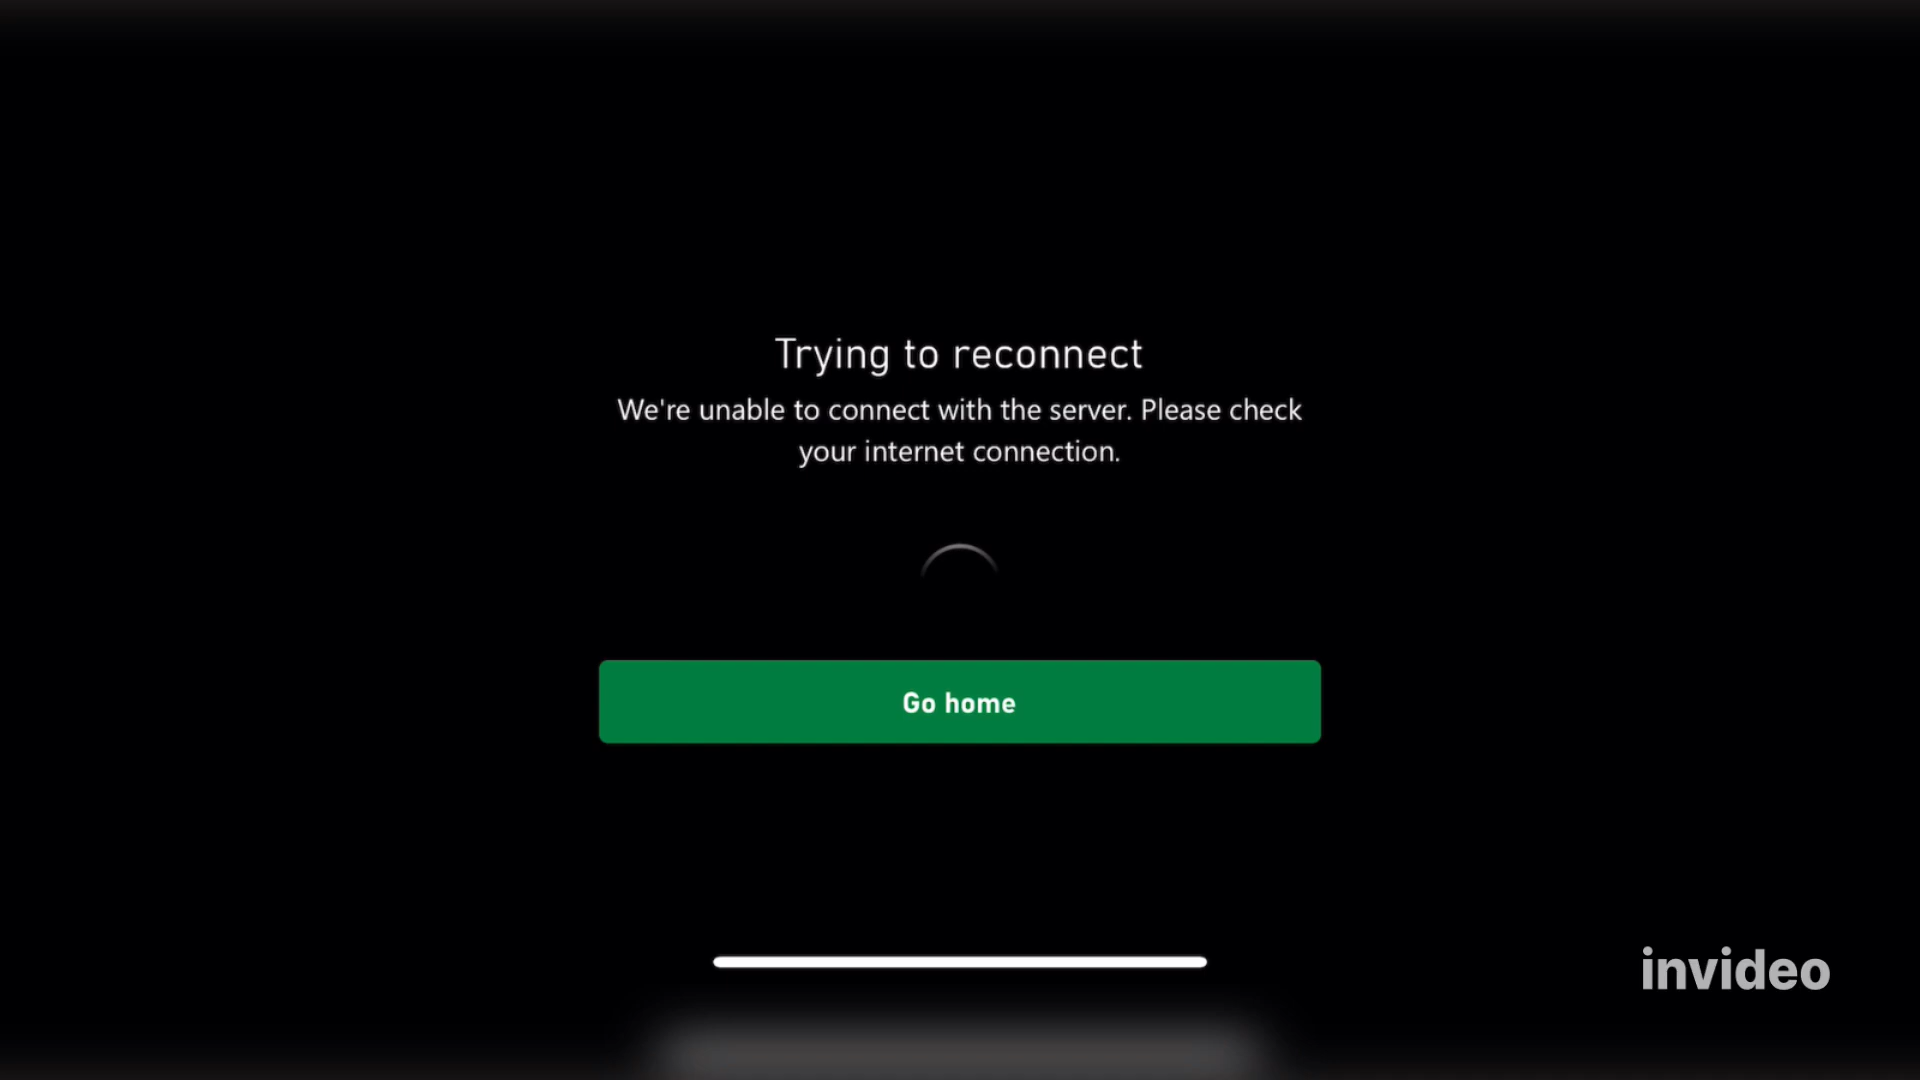 Trying to reconnect
We're unable to connect with the server. Please check
your internet connection.
Go home
invideo